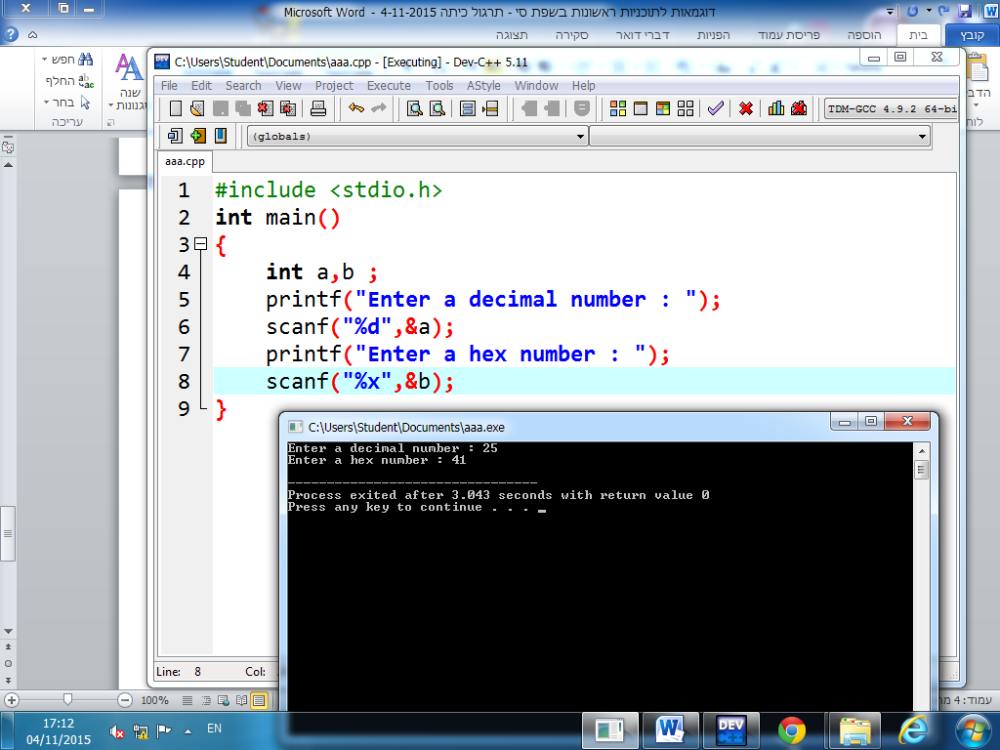 דוגמאות לתוכניות ראשונות בשפת סי - תרגול כיתה 4-11-2015 - Microsoft Word
קובץ בית הוספה פריסת עמוד הפניות דברי דואר סקירה תצוגה
חפש
החלף
בחר
עריכה
שנה
C:\Users\Student\Documents\aaa.cpp - [Executing] - Dev-C++ 5.11
File Edit Search View Project Execute Tools AStyle Window Help
TDM-GCC 4.9.2 64-bi
(globals)
aaa.cpp
1 #include <stdio.h>
2 int main()
3 {
4 int a,b ;
5 printf("Enter a decimal number : ");
6 scanf("%d",&a);
7 printf("Enter a hex number : ");
8 scanf("%x",&b);
9 }
C:\Users\Student\Documents\aaa.exe
Enter a decimal number : 25
Enter a hex number : 41
--------------------------------
Process exited after 3.043 seconds with return value 0
Press any key to continue . . . _
Line: 8 Col:
100%
עמוד: 4
17:12
04/11/2015
EN
DEV
C++